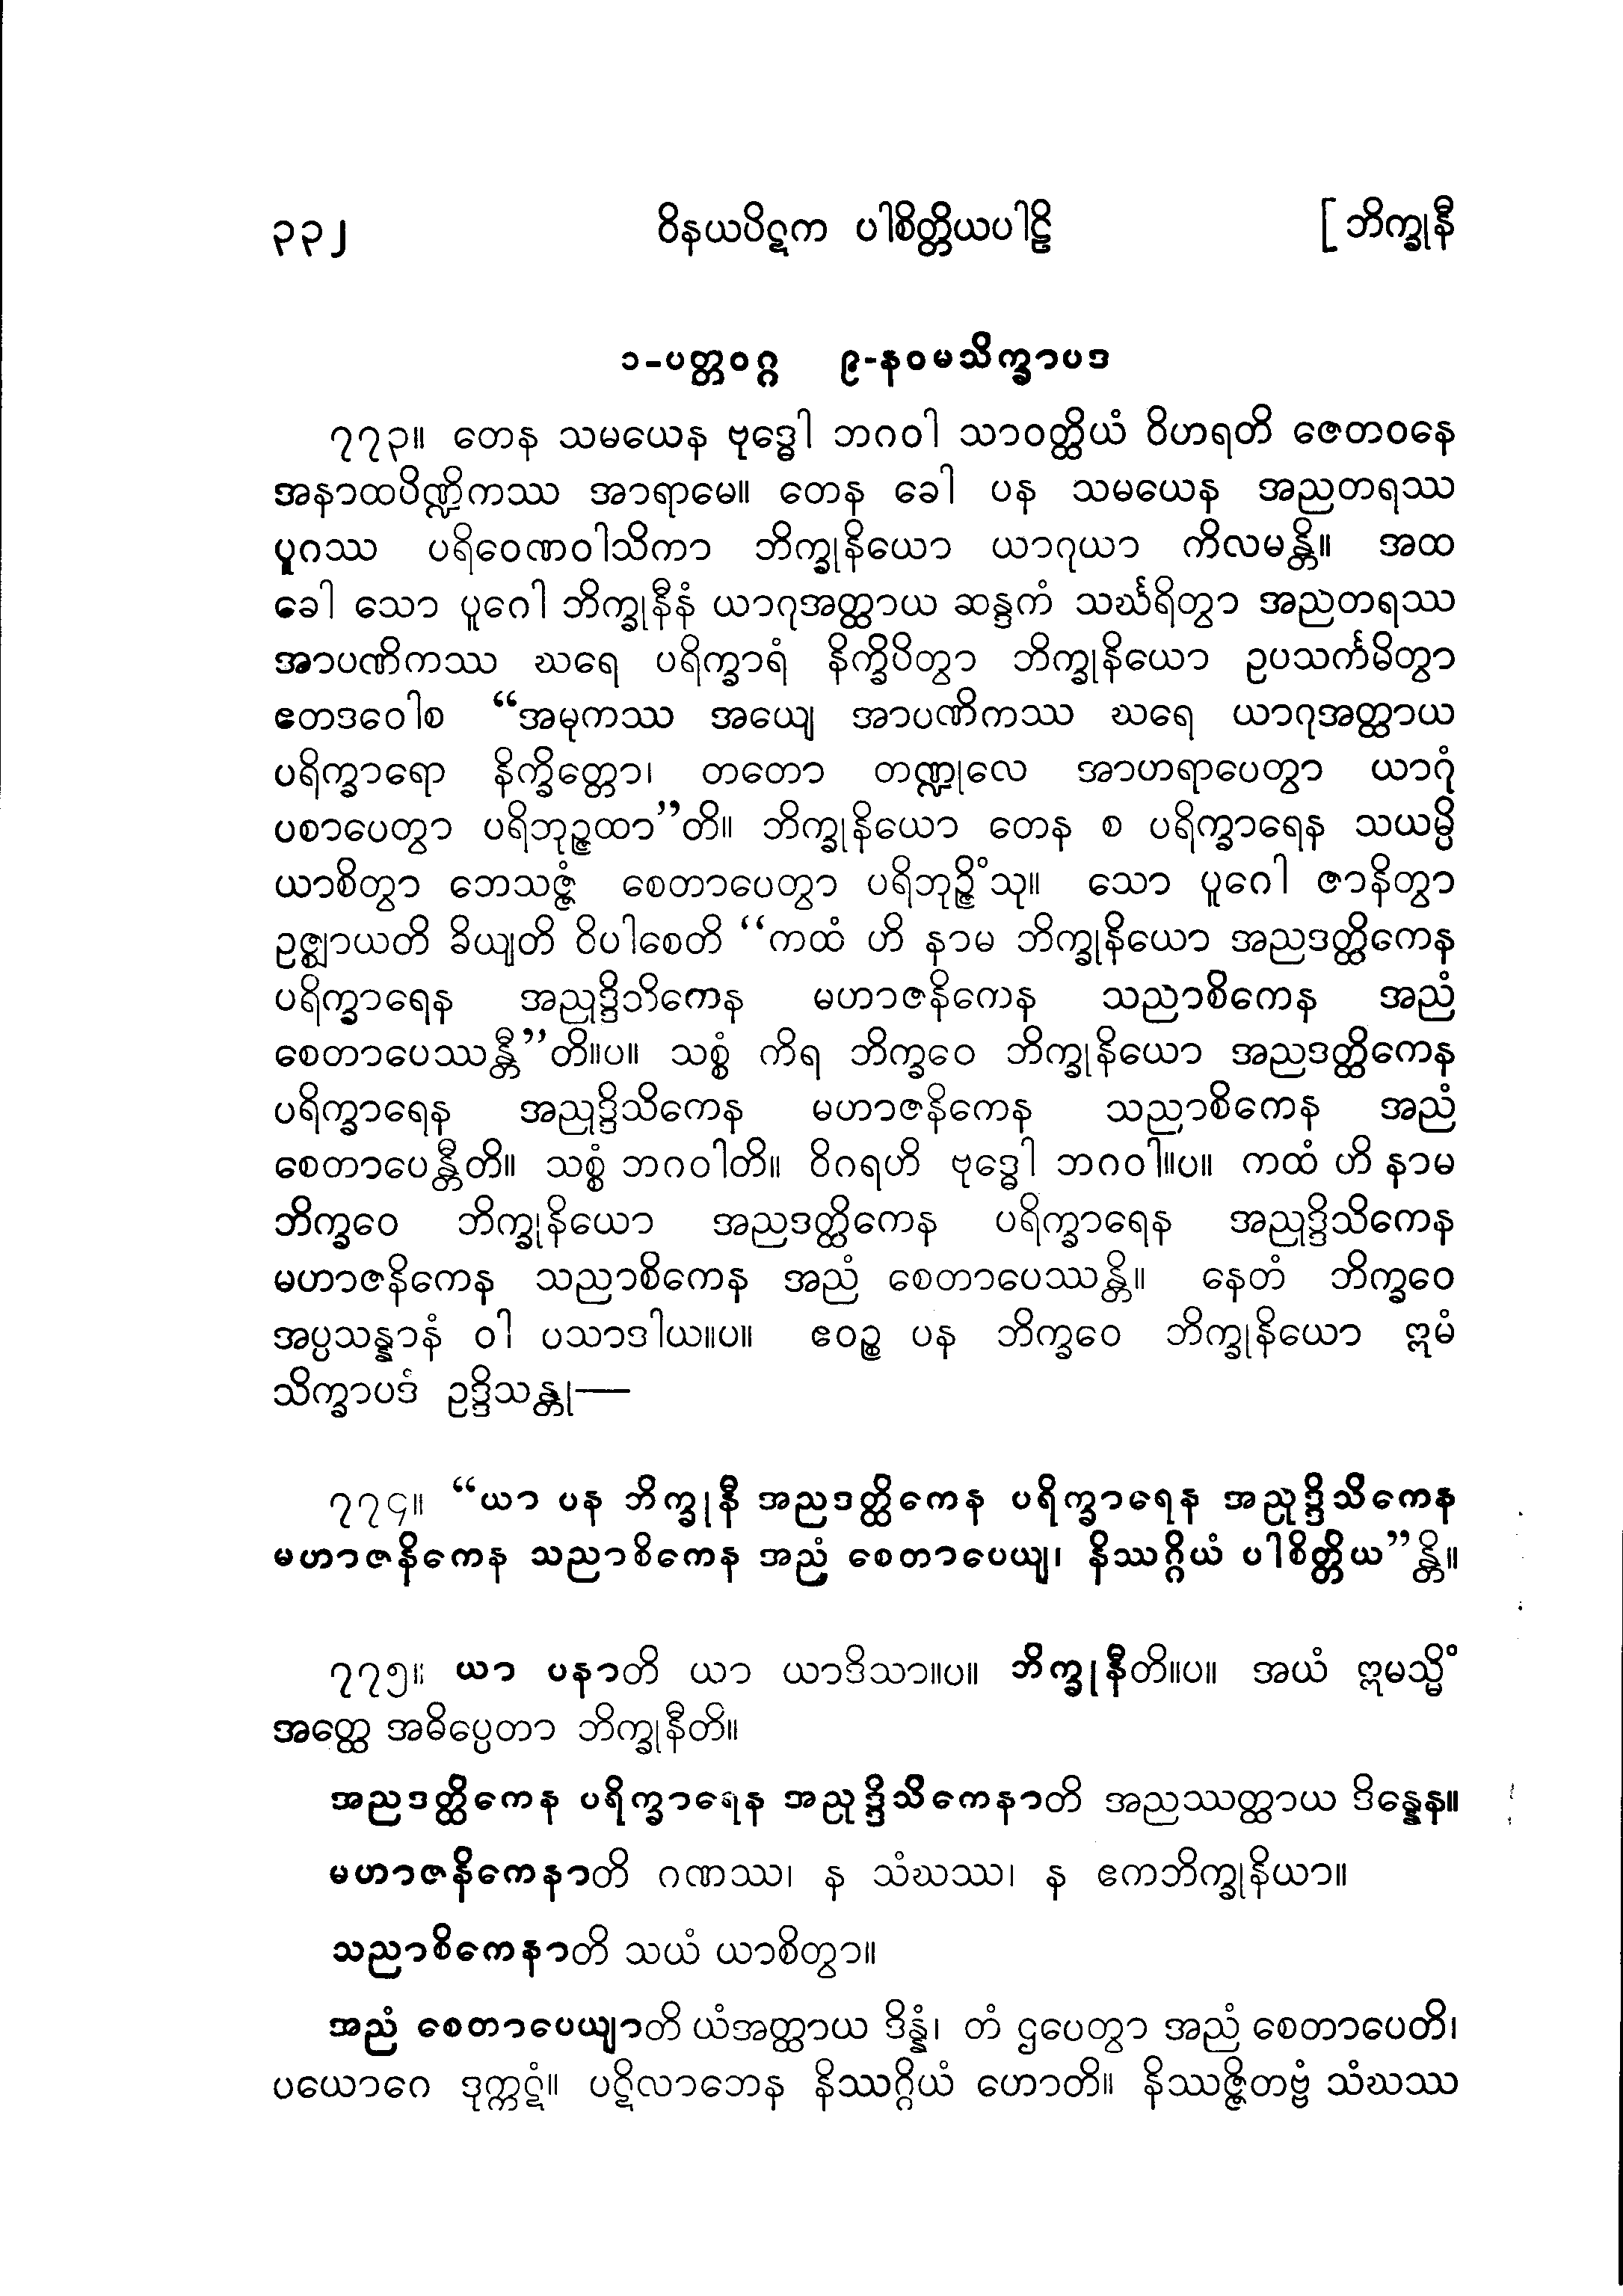 ၃၃၂ ဝိနယပိဋက ပါစိတ္တိယပါဠိ [ ဘိက္ခုနီ
၁-ပတ္တဝဂ္ဂ ၉-နဝမသိက္ခာပဒ
၇၇၃။ တေန သမယေန ဗုဒ္ဓေါ ဘဂဝါ သာဝတ္ထိယံ ဝိဟရတိ ဇေတဝနေ
အနာထပိဏ္ဍိကဿ အာရာမေ။ တေန ခေါ ပန သမယေန အညတရဿ
ပူဂဿ ပရိဝေဏဝါသိကာ ဘိက္ခုနိယော ယာဂုယာ ကိလမန္တိ။ အထ
ခေါ သော ပူဂေါ ဘိက္ခုနီနံ ယာဂုအတ္ထာယ ဆန္ဒကံ သင်္ဃရိတွာ အညတရဿ
အာပဏိကဿ ဃရေ ပရိက္ခာရံ နိက္ခိပိတွာ ဘိက္ခုနိယော ဥပသင်္ကမိတွာ
ဧတဒဝေါစ “အမုကဿ အယျေ အာပဏိကဿ ဃရေ ယာဂုအတ္ထာယ
ပရိက္ခာရော နိက္ခိတ္တော၊ တတော တဏ္ဍုလေ အာဟရာပေတွာ ယာဂုံ
ပစာပေတွာ ပရိဘုဉ္ဇထာ”တိ။ ဘိက္ခုနိယော တေန စ ပရိက္ခာရေန သယမ္ပိ
ယာစိတွာ ဘေသဇ္ဇံ စေတာပေတွာ ပရိဘုဉ္ဇိံသု။ သော ပူဂေါ ဇာနိတွာ
ဥဇ္ဈာယတိ ခိယျတိ ဝိပါစေတိ “ကထံ ဟိ နာမ ဘိက္ခုနိယော အညဒတ္ထိကေန
ပရိက္ခာရေန အညုဒ္ဒိသိကေန မဟာဇနိကေန သညာစိကေန အညံ
စေတာပေဿန္တီ”တိ။ပ။ သစ္စံ ကိရ ဘိက္ခဝေ ဘိက္ခုနိယော အညဒတ္ထိကေန
ပရိက္ခာရေန အညုဒ္ဒိသိကေန မဟာဇနိကေန သညာစိကေန အညံ
စေတာပေန္တီတိ။ သစ္စံ ဘဂဝါတိ။ ဝိဂရဟိ ဗုဒ္ဓေါ ဘဂဝါ။ပ။ ကထံ ဟိ နာမ
ဘိက္ခဝေ ဘိက္ခုနိယော အညဒတ္ထိကေန ပရိက္ခာရေန အညုဒ္ဒိသိကေန
မဟာဇနိကေန သညာစိကေန အညံ စေတာပေဿန္တိ။ နေတံ ဘိက္ခဝေ
အပ္ပသန္နာနံ ဝါ ပသာဒါယ။ပ။ ဧဝဉ္စ ပန ဘိက္ခဝေ ဘိက္ခုနိယော ဣမံ
သိက္ခာပဒံ ဥဒ္ဒိသန္တု—
၇၇၄။ “ယာ ပန ဘိက္ခုနီ အညဒတ္ထိကေန ပရိက္ခာရေန အညုဒ္ဒိသိကေန
မဟာဇနိကေန သညာစိကေန အညံ စေတာပေယျ၊ နိဿဂ္ဂိယံ ပါစိတ္တိယ”န္တိ။
၇၇၅။ ယာ ပနာတိ ယာ ယာဒိသာ။ပ။ ဘိက္ခုနီတိ။ပ။ အယံ ဣမသ္မိံ
အတ္ထေ အဓိပ္ပေတာ ဘိက္ခုနီတိ။
အညဒတ္ထိကေန ပရိက္ခာရေန အညုဒ္ဒိသိကေနာတိ အညဿတ္ထာယ ဒိန္နေန။
မဟာဇနိကေနာတိ ဂဏဿ၊ န သံဃဿ၊ န ဧကဘိက္ခုနိယာ။
သညာစိကေနာတိ သယံ ယာစိတွာ။
အညံ စေတာပေယျာတိ ယံအတ္ထာယ ဒိန္နံ၊ တံ ဌပေတွာ အညံ စေတာပေတိ၊
ပယောဂေ ဒုက္ကဋံ။ ပဋိလာဘေန နိဿဂ္ဂိယံ ဟောတိ။ နိဿဇ္ဇိတဗ္ဗံ သံဃဿ